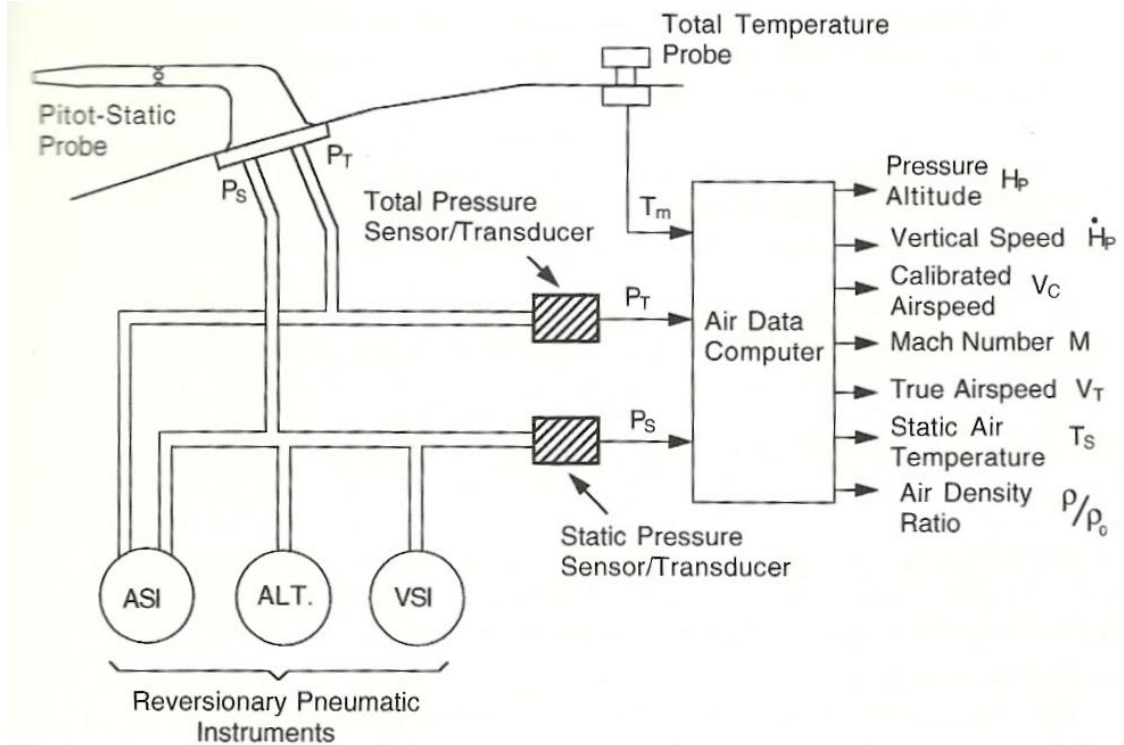 Total Temperature
Probe
Pitot-Static
Probe
P_T
P_S
Total Pressure
Sensor/Transducer
T_m
P_T
Air Data
Computer
P_S
Static Pressure
Sensor/Transducer
Pressure
Altitude H_P
Vertical Speed Ḣ_P
Calibrated
Airspeed V_C
Mach Number M
True Airspeed V_T
Static Air
Temperature T_S
Air Density
Ratio ρ/ρ₀
ASI
ALT.
VSI
Reversionary Pneumatic
Instruments